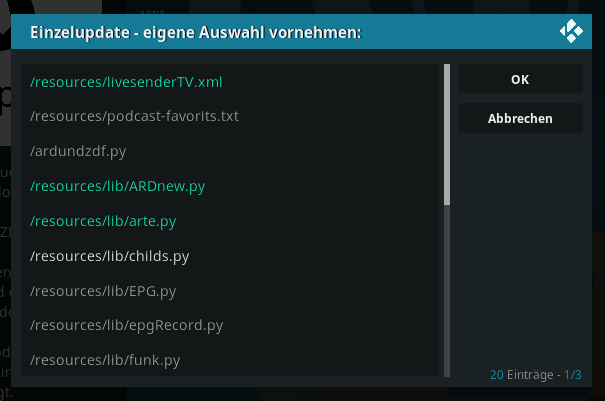 Einzelupdate - eigene Auswahl vornehmen:
/resources/livesenderTV.xml
/resources/podcast-favorits.txt
/ardundzdf.py
/resources/lib/ARDnew.py
/resources/lib/arte.py
/resources/lib/childs.py
/resources/lib/EPG.py
/resources/lib/epgRecord.py
/resources/lib/funk.py
OK
Abbrechen
20 Einträge - 1/3